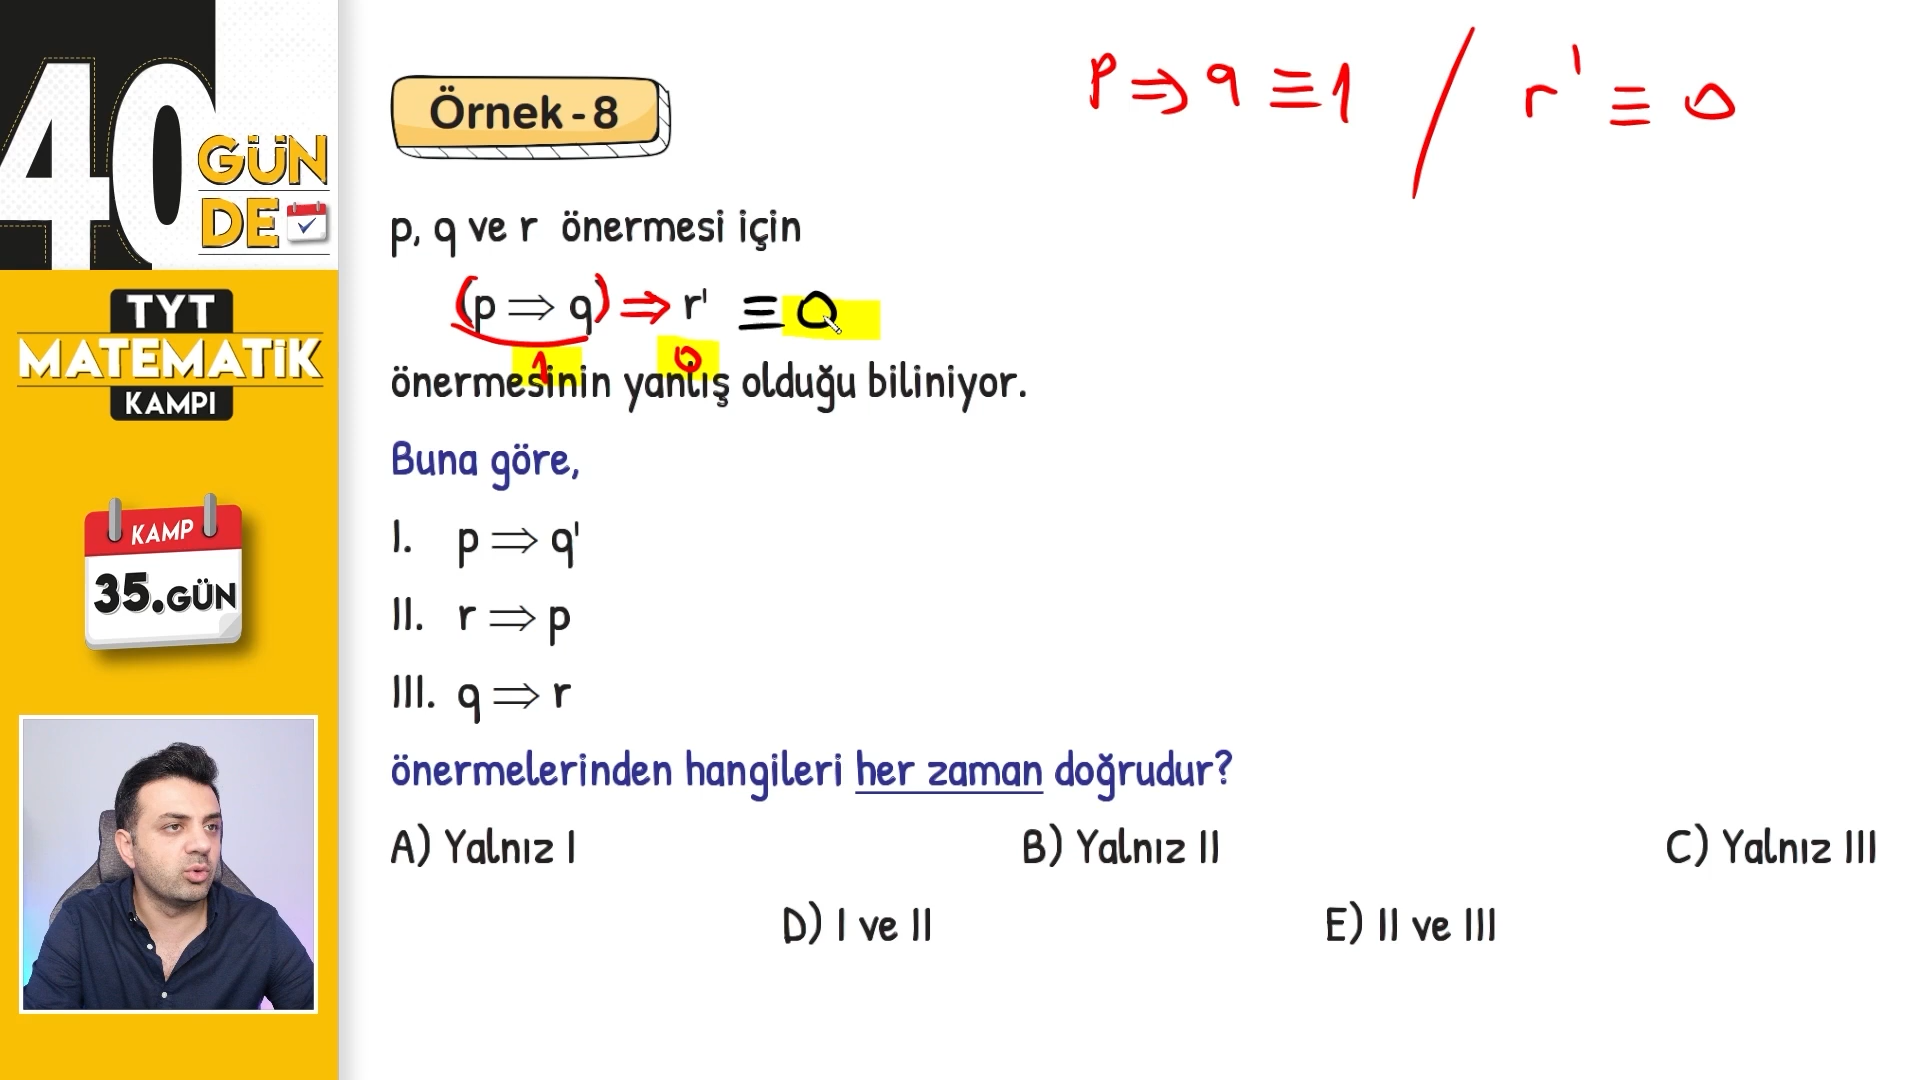 40
GÜN
DE
TYT
MATEMATİK
KAMPI
KAMP
35.GÜN
Örnek - 8
p ⇒ q ≡ 1 / r' ≡ 0
p, q ve r önermesi için
(p ⇒ q) ⇒ r' ≡ 0
1 0
önermesinin yanlış olduğu biliniyor.
Buna göre,
I. p ⇒ q'
II. r ⇒ p
III. q ⇒ r
önermelerinden hangileri her zaman doğrudur?
A) Yalnız I B) Yalnız II C) Yalnız III
D) I ve II E) II ve III